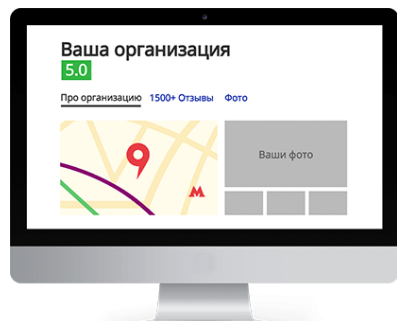 Ваша организация
5.0
Про организацию 1500+ Отзывы Фото
Ваши фото
М